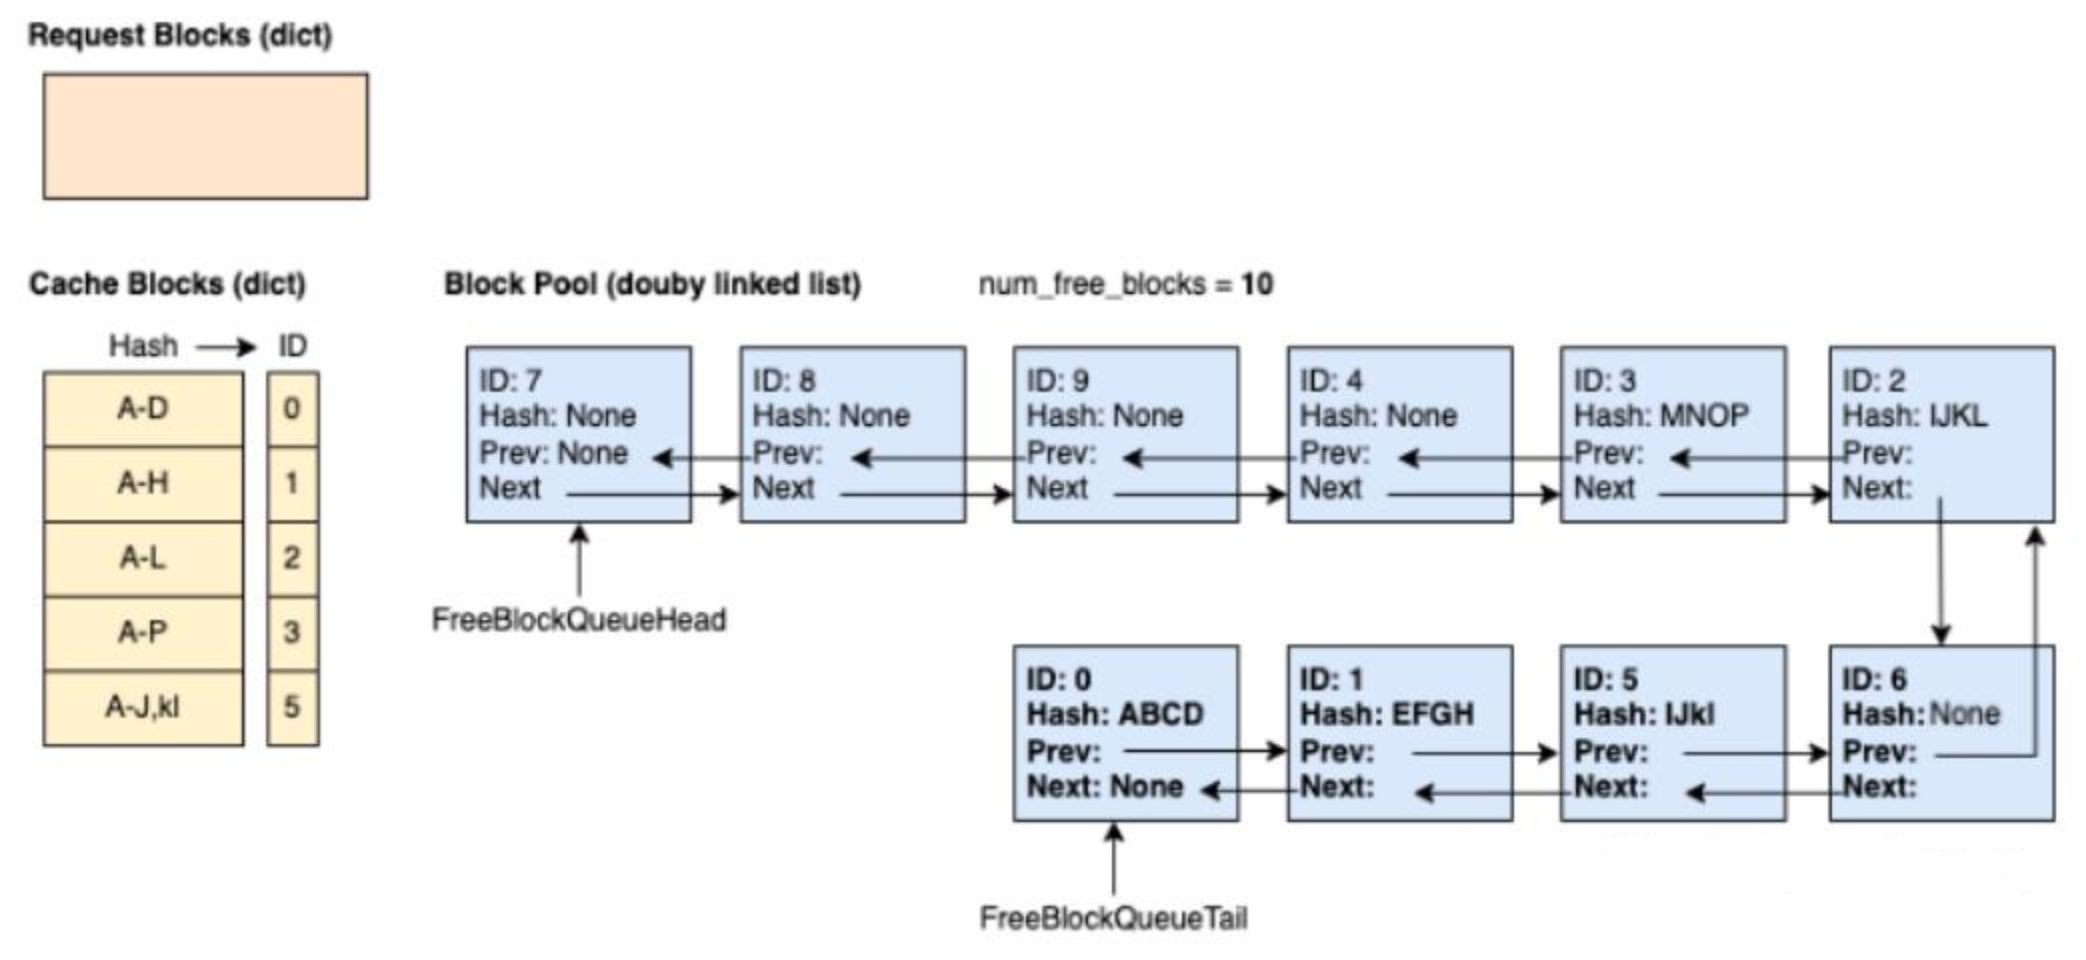 Request Blocks (dict)
Cache Blocks (dict)
Hash ID
A-D 0
A-H 1
A-L 2
A-P 3
A-J,kl 5
Block Pool (douby linked list) num_free_blocks = 10
ID: 7
Hash: None
Prev: None
Next
ID: 8
Hash: None
Prev:
Next
ID: 9
Hash: None
Prev:
Next
ID: 4
Hash: None
Prev:
Next
ID: 3
Hash: MNOP
Prev:
Next
ID: 2
Hash: IJKL
Prev:
Next:
FreeBlockQueueHead
ID: 0
Hash: ABCD
Prev:
Next: None
ID: 1
Hash: EFGH
Prev:
Next:
ID: 5
Hash: IJkl
Prev:
Next:
ID: 6
Hash: None
Prev:
Next:
FreeBlockQueueTail